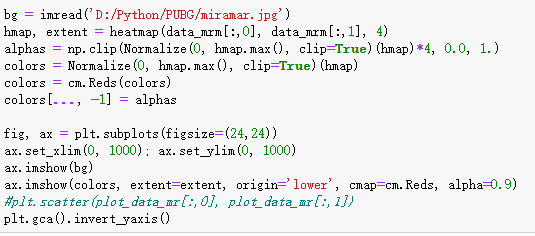 bg = imread('D:/Python/PUBG/miramar.jpg')
hmap, extent = heatmap(data_mrm[:,0], data_mrm[:,1], 4)
alphas = np.clip(Normalize(0, hmap.max(), clip=True)(hmap)*4, 0.0, 1.)
colors = Normalize(0, hmap.max(), clip=True)(hmap)
colors = cm.Reds(colors)
colors[..., -1] = alphas
fig, ax = plt.subplots(figsize=(24,24))
ax.set_xlim(0, 1000); ax.set_ylim(0, 1000)
ax.imshow(bg)
ax.imshow(colors, extent=extent, origin='lower', cmap=cm.Reds, alpha=0.9)
#plt.scatter(plot_data_mr[:,0], plot_data_mr[:,1])
plt.gca().invert_yaxis()